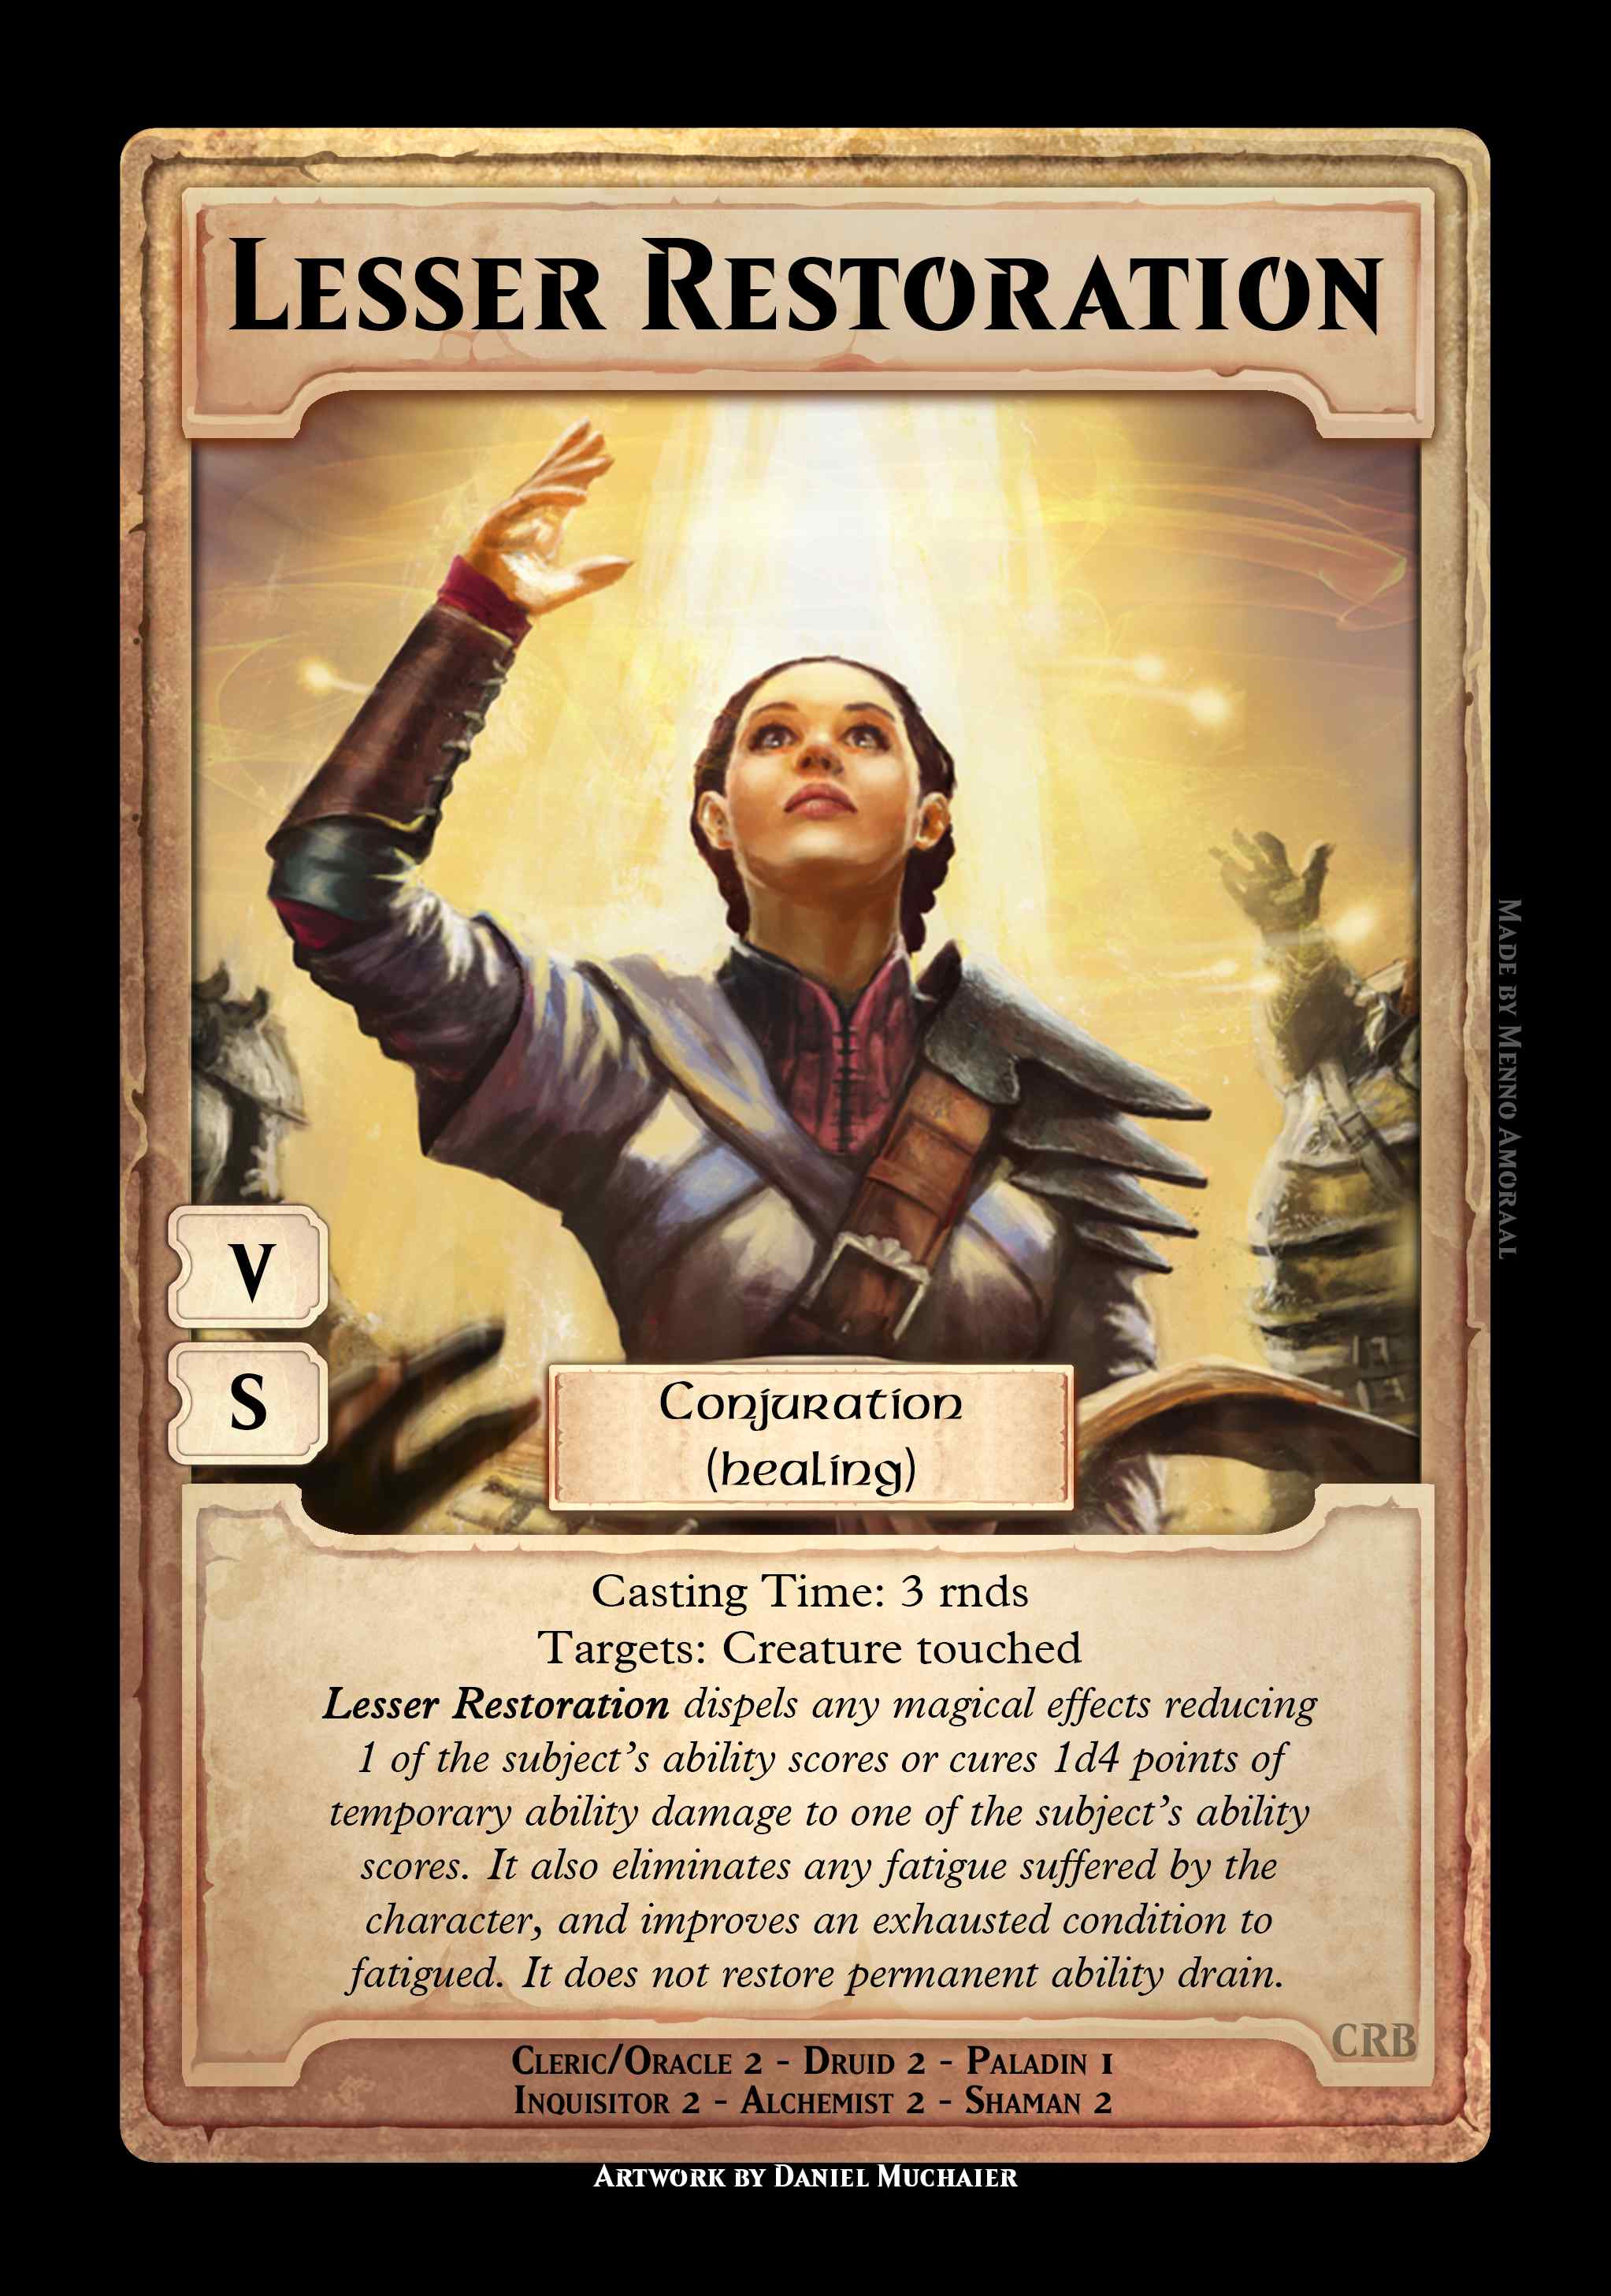 Lesser Restoration
V
S
Conjuration
(healing)
Casting Time: 3 rnds
Targets: Creature touched
Lesser Restoration dispels any magical effects reducing
1 of the subject's ability scores or cures 1d4 points of
temporary ability damage to one of the subject's ability
scores. It also eliminates any fatigue suffered by the
character, and improves an exhausted condition to
fatigued. It does not restore permanent ability drain.
CRB
Cleric/Oracle 2 - Druid 2 - Paladin 1
Inquisitor 2 - Alchemist 2 - Shaman 2
Artwork by Daniel Muchaier
Made by Menno Amoraal